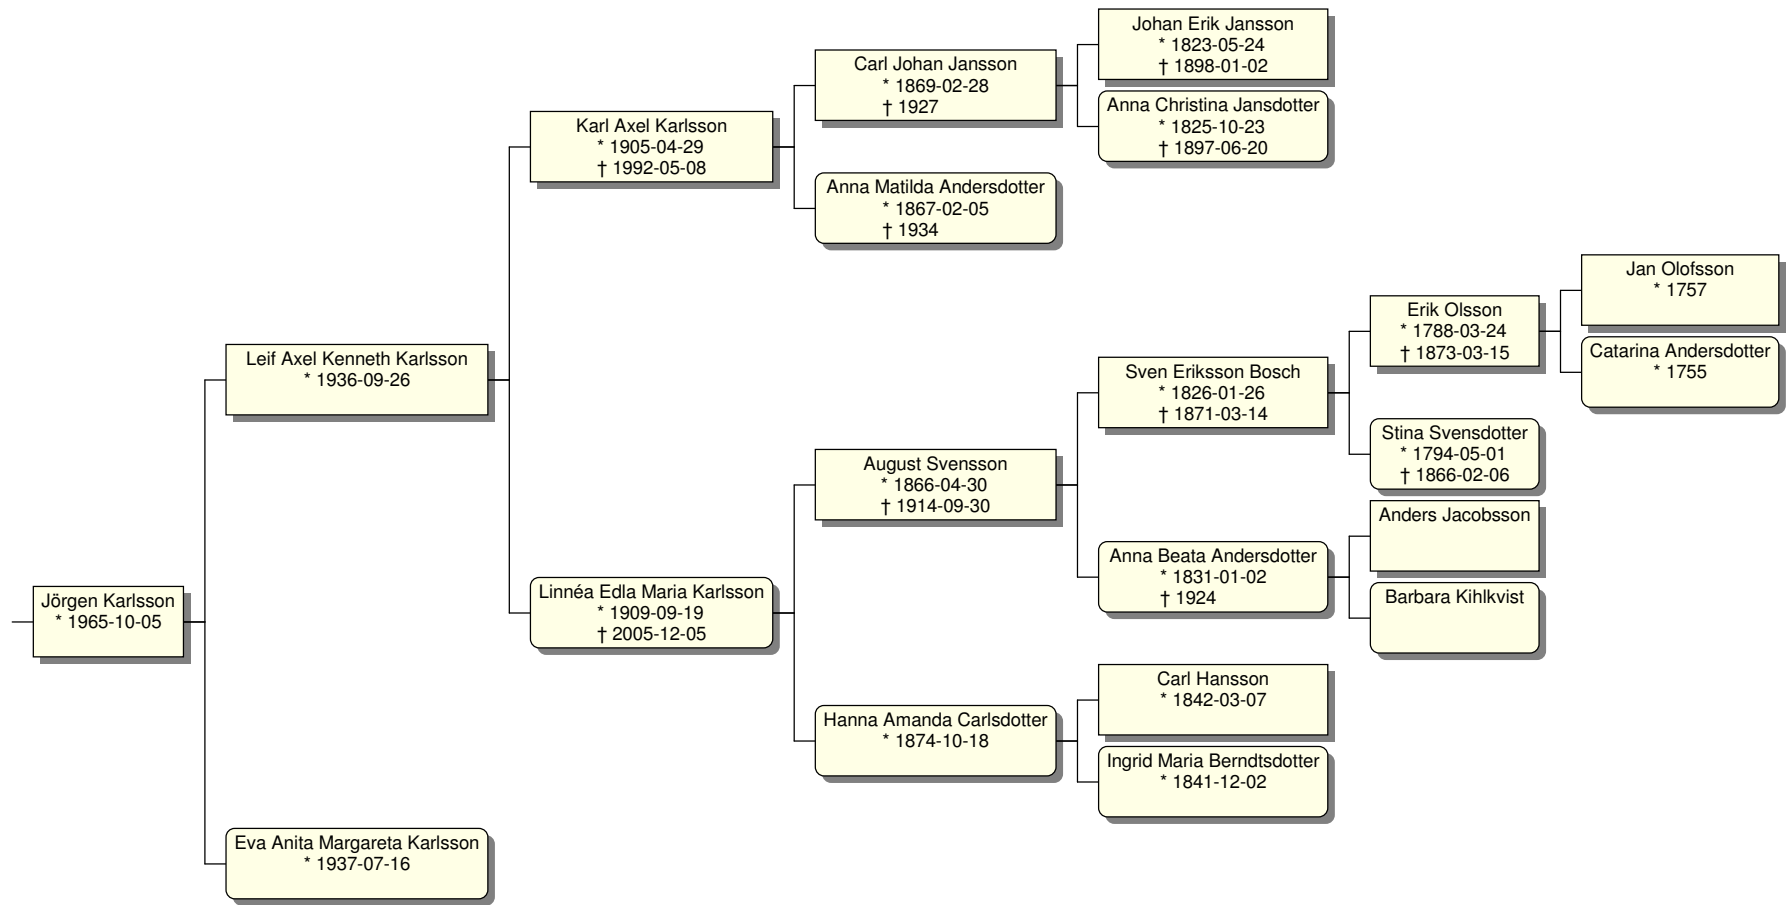 Johan Erik Jansson
* 1823-05-24
† 1898-01-02
Carl Johan Jansson
* 1869-02-28
† 1927
Anna Christina Jansdotter
* 1825-10-23
† 1897-06-20
Karl Axel Karlsson
* 1905-04-29
† 1992-05-08
Anna Matilda Andersdotter
* 1867-02-05
† 1934
Jan Olofsson
* 1757
Erik Olsson
* 1788-03-24
† 1873-03-15
Catarina Andersdotter
* 1755
Leif Axel Kenneth Karlsson
* 1936-09-26
Sven Eriksson Bosch
* 1826-01-26
† 1871-03-14
Stina Svensdotter
* 1794-05-01
† 1866-02-06
August Svensson
* 1866-04-30
† 1914-09-30
Anders Jacobsson
Anna Beata Andersdotter
* 1831-01-02
† 1924
Barbara Kihlkvist
Linnéa Edla Maria Karlsson
* 1909-09-19
† 2005-12-05
Jörgen Karlsson
* 1965-10-05
Carl Hansson
* 1842-03-07
Hanna Amanda Carlsdotter
* 1874-10-18
Ingrid Maria Berndtsdotter
* 1841-12-02
Eva Anita Margareta Karlsson
* 1937-07-16